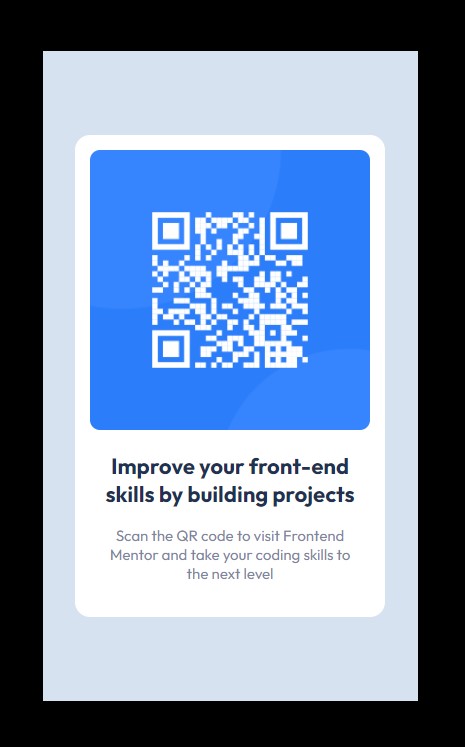 Improve your front-end
skills by building projects
Scan the QR code to visit Frontend
Mentor and take your coding skills to
the next level